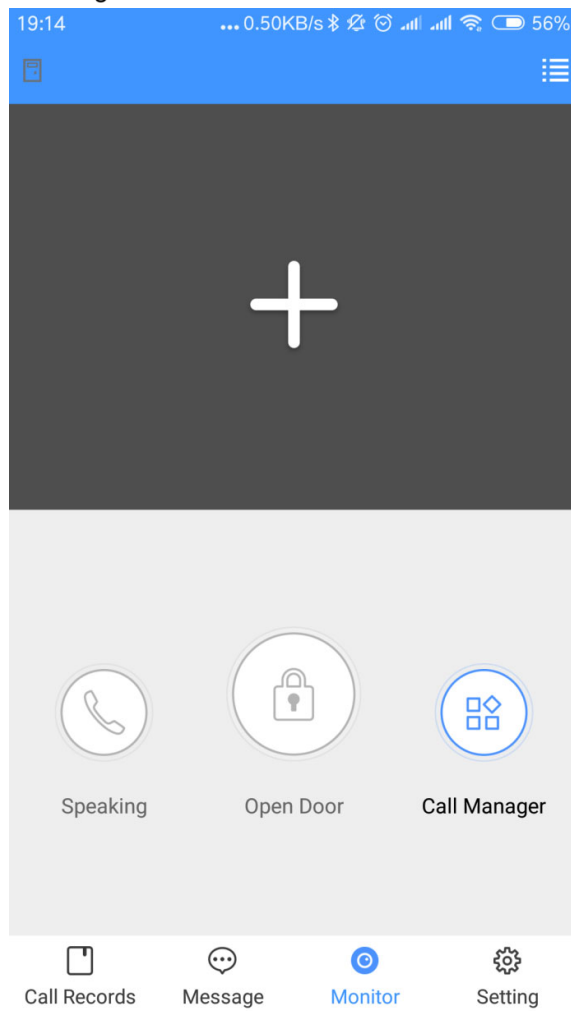 19:14 ... 0.50KB/s 56%
Speaking Open Door Call Manager
Call Records Message Monitor Setting